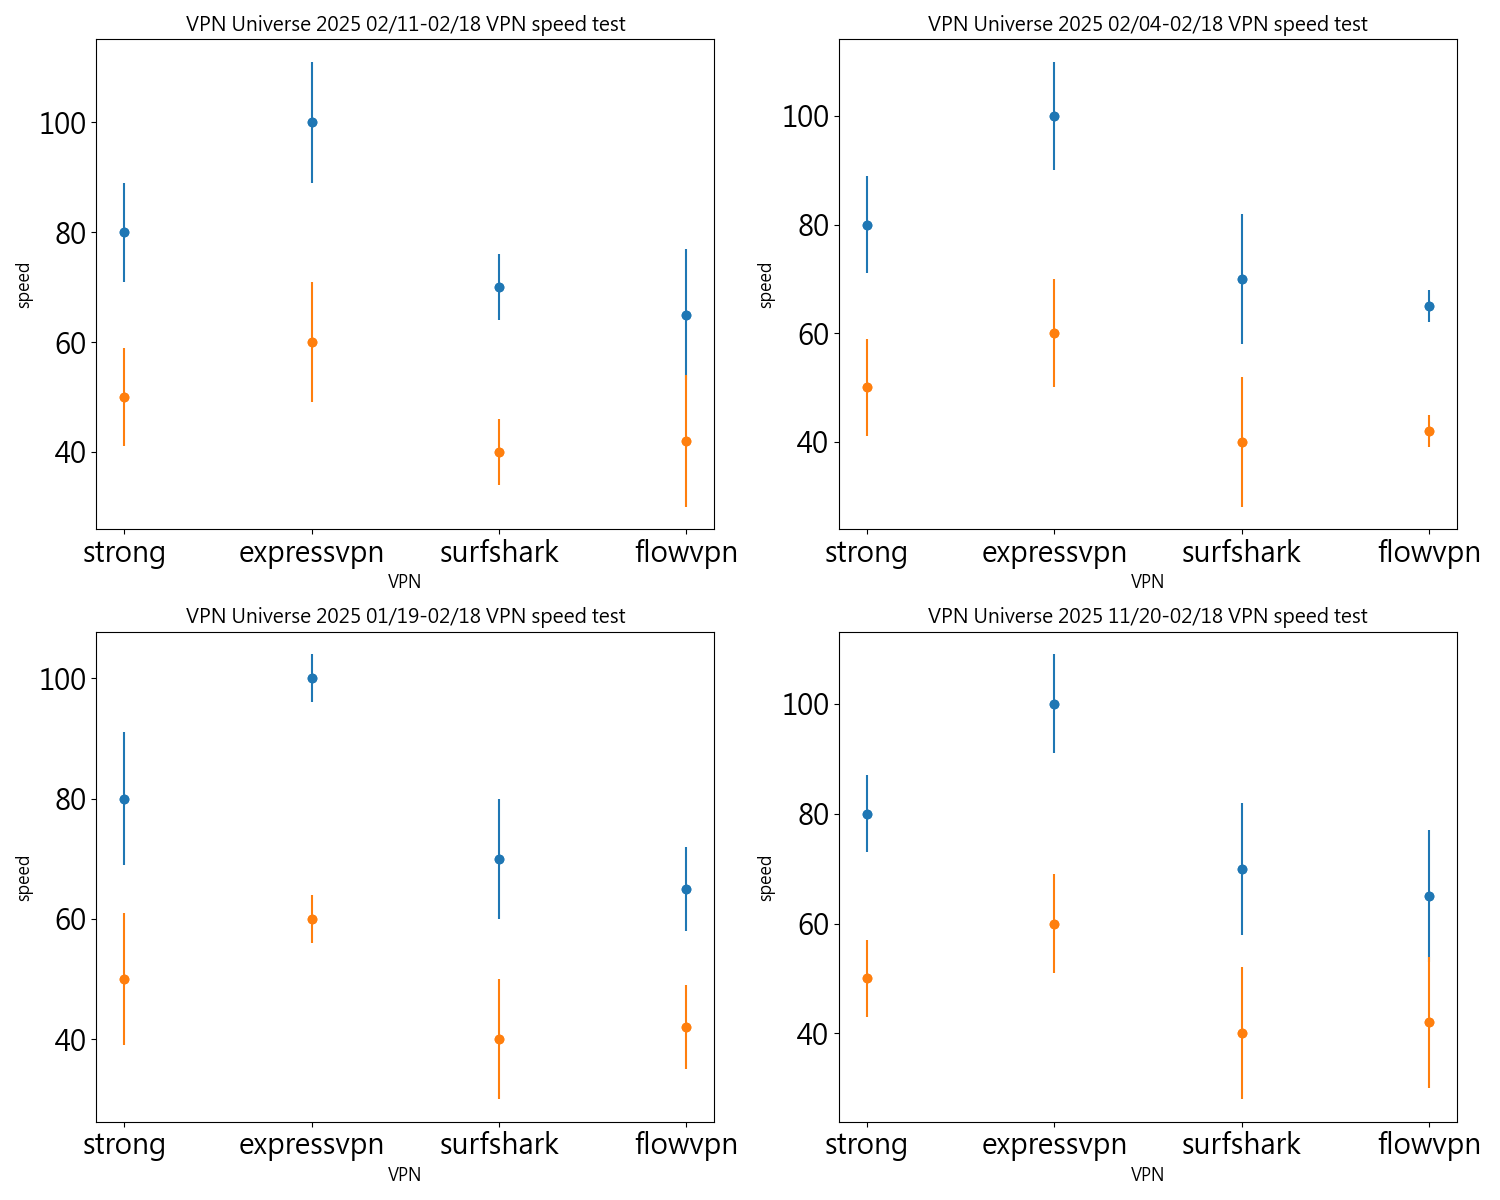 VPN Universe 2025 02/11-02/18 VPN speed test
100
80
60
40
speed
strong expressvpn surfshark flowvpn
VPN
VPN Universe 2025 02/04-02/18 VPN speed test
100
80
60
40
speed
strong expressvpn surfshark flowvpn
VPN
VPN Universe 2025 01/19-02/18 VPN speed test
100
80
60
40
speed
strong expressvpn surfshark flowvpn
VPN
VPN Universe 2025 11/20-02/18 VPN speed test
100
80
60
40
speed
strong expressvpn surfshark flowvpn
VPN